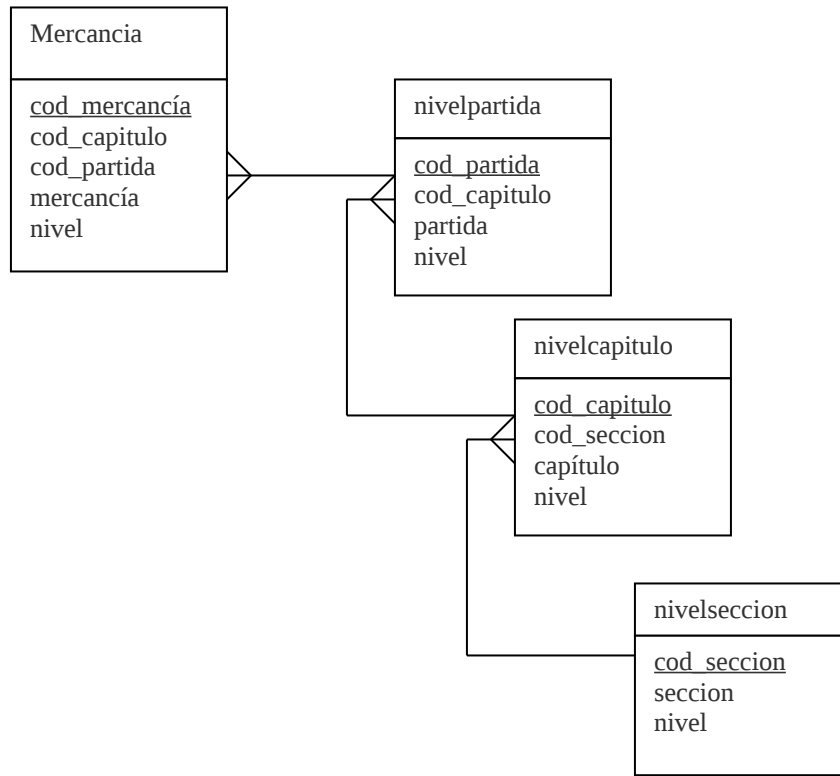 Mercancia
cod_mercancía
cod_capitulo
cod_partida
mercancía
nivel
nivelpartida
cod_partida
cod_capitulo
partida
nivel
nivelcapitulo
cod_capitulo
cod_seccion
capítulo
nivel
nivelseccion
cod_seccion
seccion
nivel